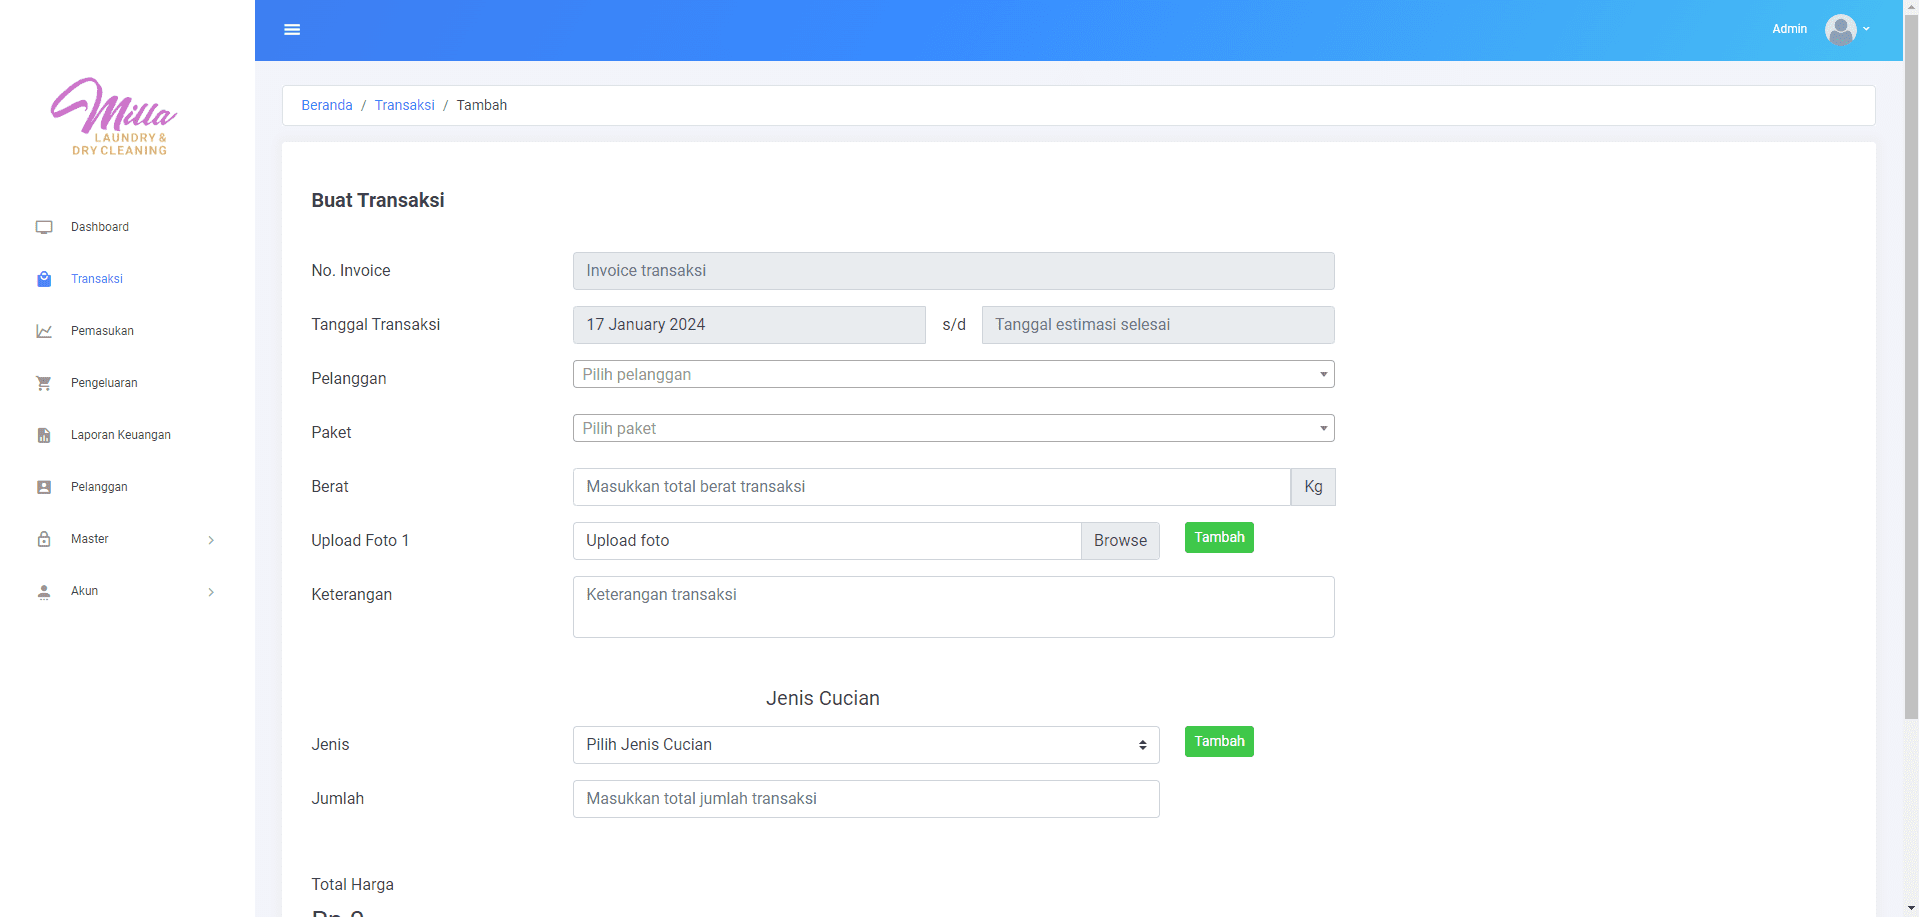 Admin
Milla
LAUNDRY &
DRY CLEANING
Dashboard
Transaksi
Pemasukan
Pengeluaran
Laporan Keuangan
Pelanggan
Master
Akun
Beranda / Transaksi / Tambah
Buat Transaksi
No. Invoice Invoice transaksi
Tanggal Transaksi 17 January 2024 s/d Tanggal estimasi selesai
Pelanggan Pilih pelanggan
Paket Pilih paket
Berat Masukkan total berat transaksi Kg
Upload Foto 1 Upload foto Browse Tambah
Keterangan Keterangan transaksi
Jenis Cucian
Jenis Pilih Jenis Cucian Tambah
Jumlah Masukkan total jumlah transaksi
Total Harga